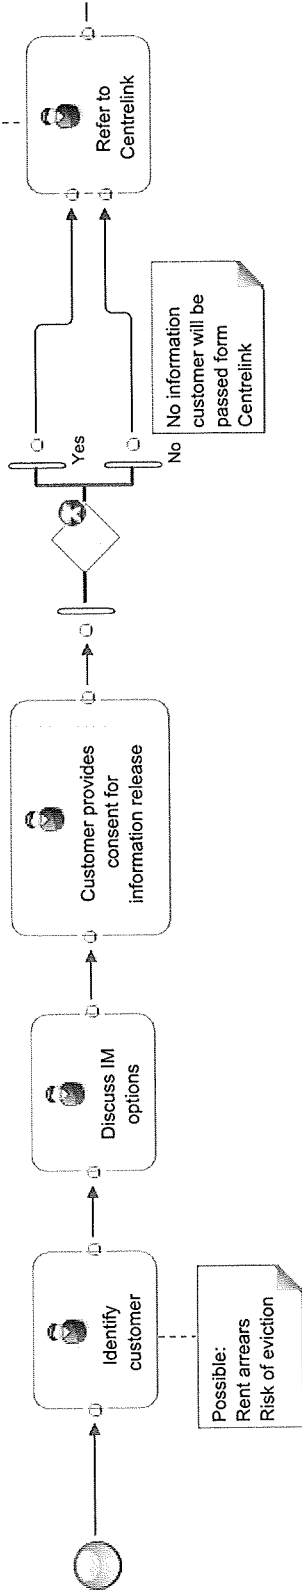 Identify
customer
Possible:
Rent arrears
Risk of eviction
Discuss IM
options
Customer provides
consent for
information release
Yes
No
No information
customer will be
passed form
Centrelink
Refer to
Centrelink